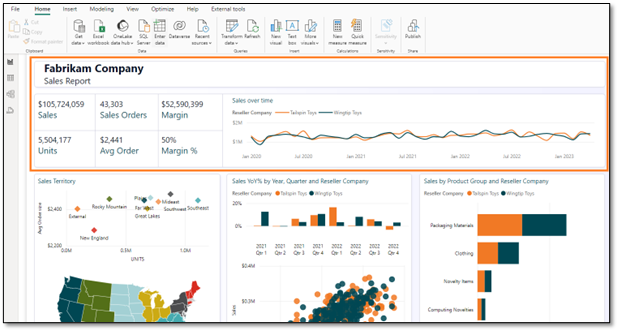 File Home Insert Modeling View Optimize Help
Paste
Cut
Copy
Format painter
Get data
Excel workbook
OneLake data hub
SQL Server
Enter data
Dataverse
Recent sources
Transform data
Refresh
New visual
Text box
More visuals
New measure
Quick measure
Sensitivity
Publish
Clipboard
Data
Queries
Insert
Calculations
Sensitivity
Share
Fabrikam Company
Sales Report
$105,724,059
Sales
43,303
Sales Orders
$52,590,399
Margin
5,504,177
Units
$2,441
Avg Order
50%
Margin %
Sales over time
Reseller Company Tailspin Toys Wingtip Toys
$2M
$1M
Jan 2020 Jul 2020 Jan 2021 Jul 2021 Jan 2022 Jul 2022 Jan 2023
Sales Territory
Avg Order size
$2,400
$2,200
External
Rocky Mountain
Far West
Great Lakes
Mideast
Southwest
Southeast
New England
0.0M 0.5M 1.0M
UNITS
Sales YoY% by Year, Quarter and Reseller Company
Reseller Company Tailspin Toys Wingtip Toys
20%
0%
2021 Qtr 1
2021 Qtr 2
2021 Qtr 3
2021 Qtr 4
2022 Qtr 1
2022 Qtr 2
2022 Qtr 3
2022 Qtr 4
$0.4M
$0.3M
Sales
Sales by Product Group and Reseller Company
Reseller Company Tailspin Toys Wingtip Toys
Packaging Materials
Clothing
Novelty Items
Computing Novelties